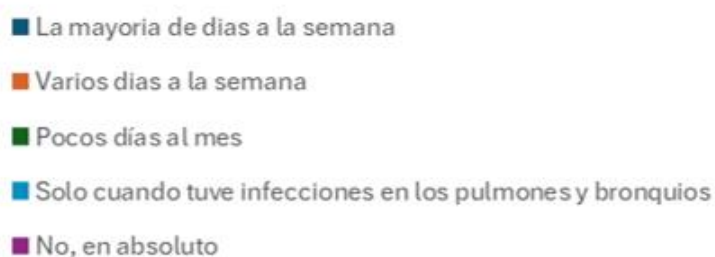 La mayoria de dias a la semana
Varios dias a la semana
Pocos días al mes
Solo cuando tuve infecciones en los pulmones y bronquios
No, en absoluto